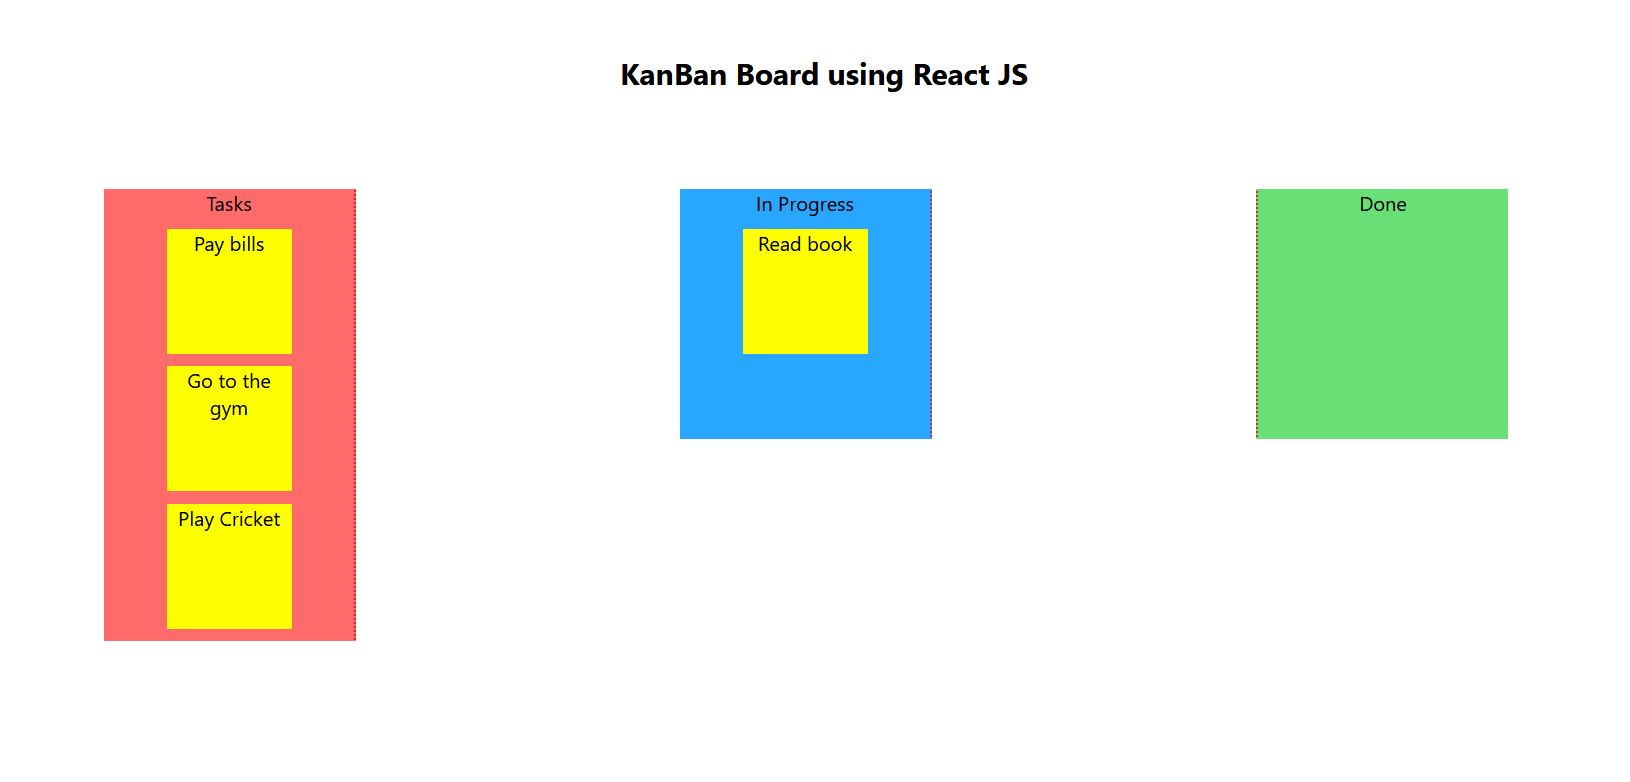 KanBan Board using React JS
Tasks
Pay bills
Go to the
gym
Play Cricket
In Progress
Read book
Done